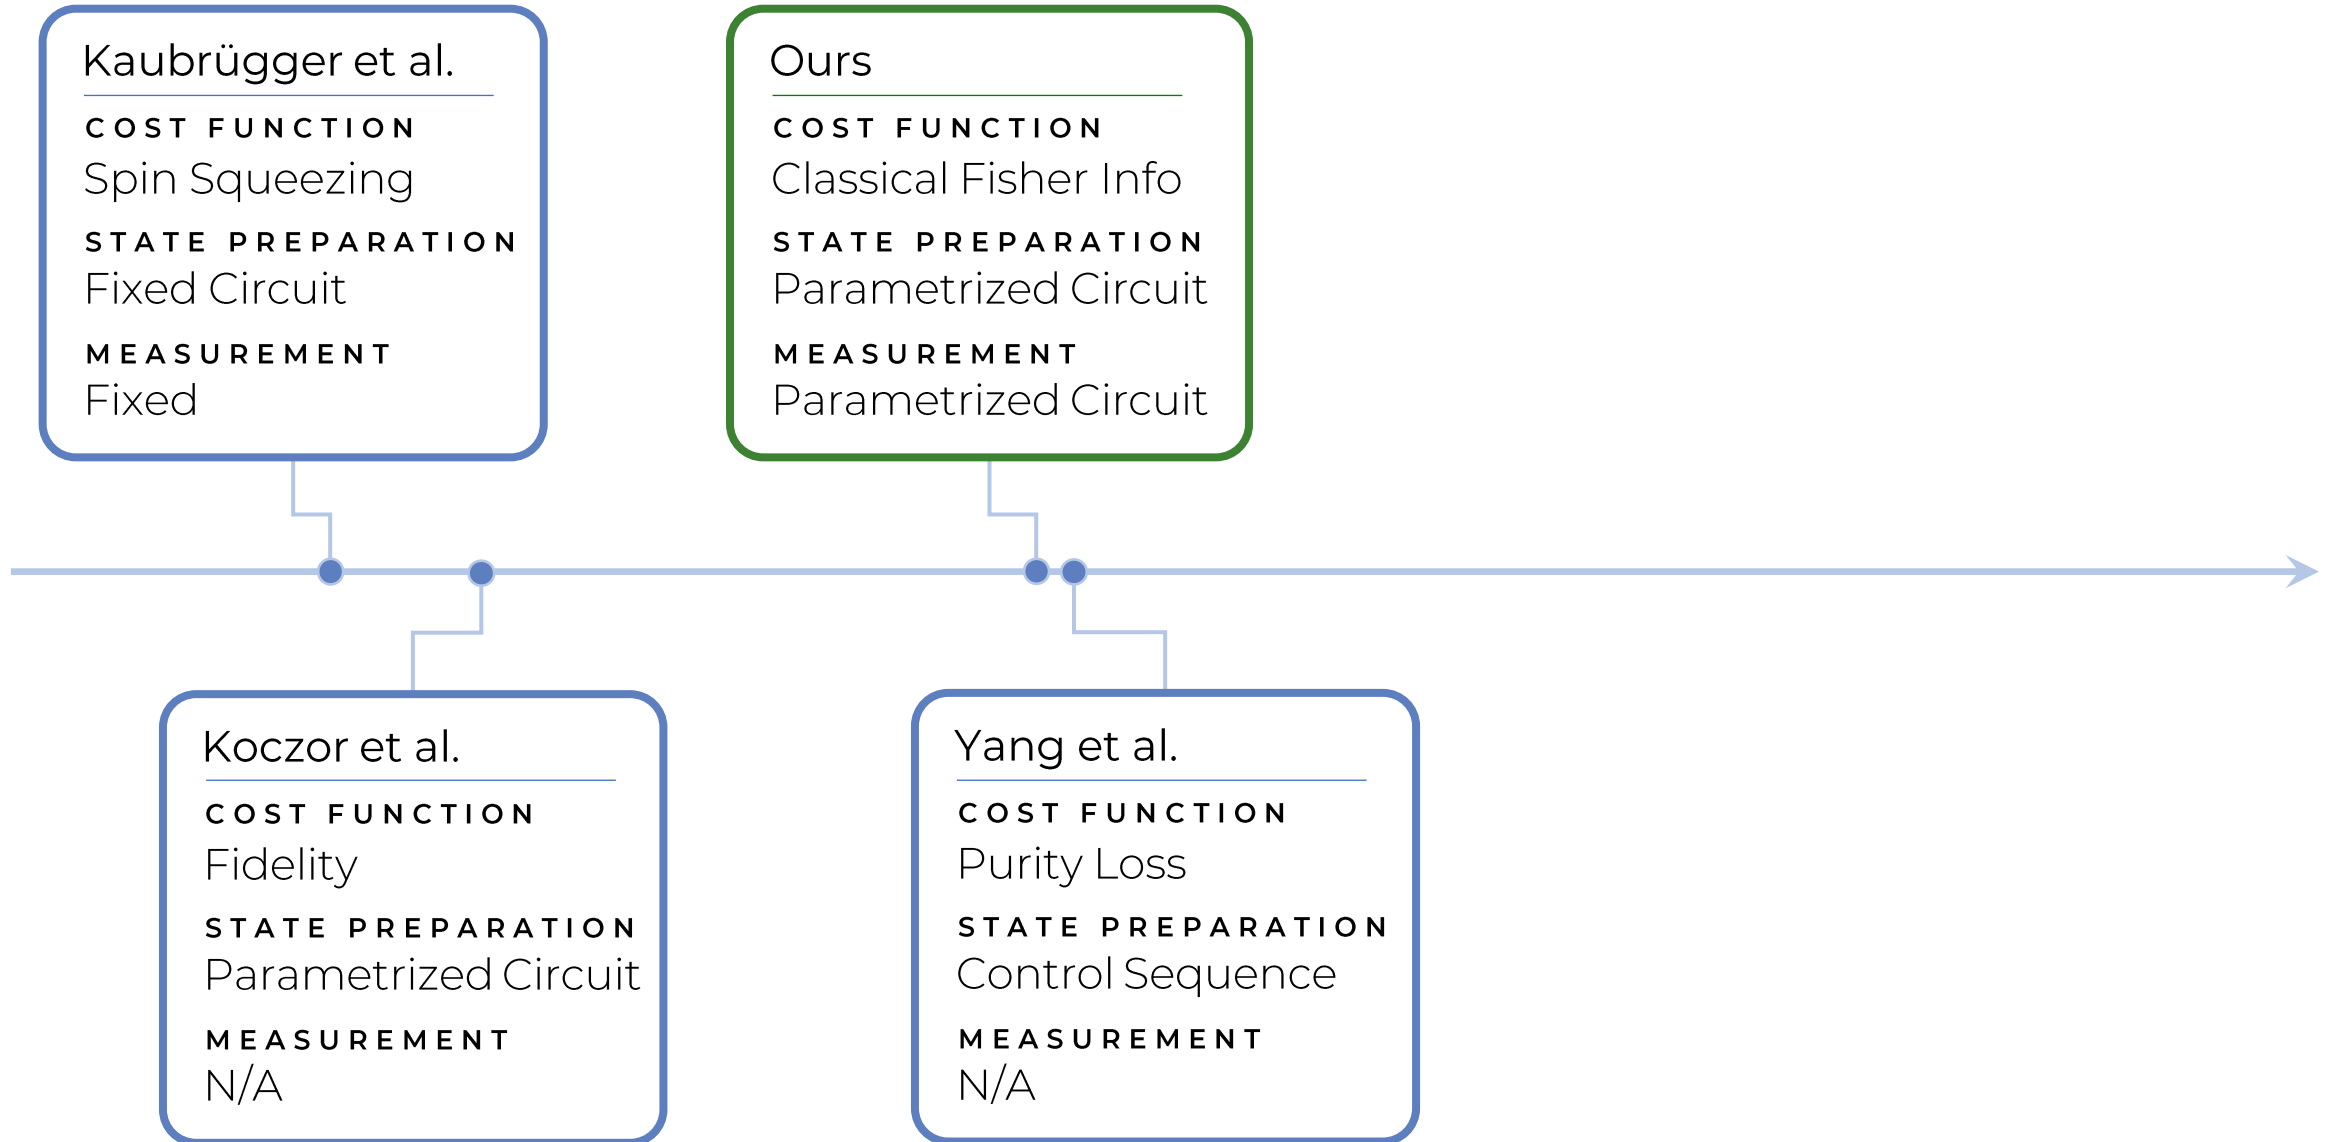 Kaubrügger et al.
COST FUNCTION
Spin Squeezing
STATE PREPARATION
Fixed Circuit
MEASUREMENT
Fixed
Ours
COST FUNCTION
Classical Fisher Info
STATE PREPARATION
Parametrized Circuit
MEASUREMENT
Parametrized Circuit
Koczor et al.
COST FUNCTION
Fidelity
STATE PREPARATION
Parametrized Circuit
MEASUREMENT
N/A
Yang et al.
COST FUNCTION
Purity Loss
STATE PREPARATION
Control Sequence
MEASUREMENT
N/A